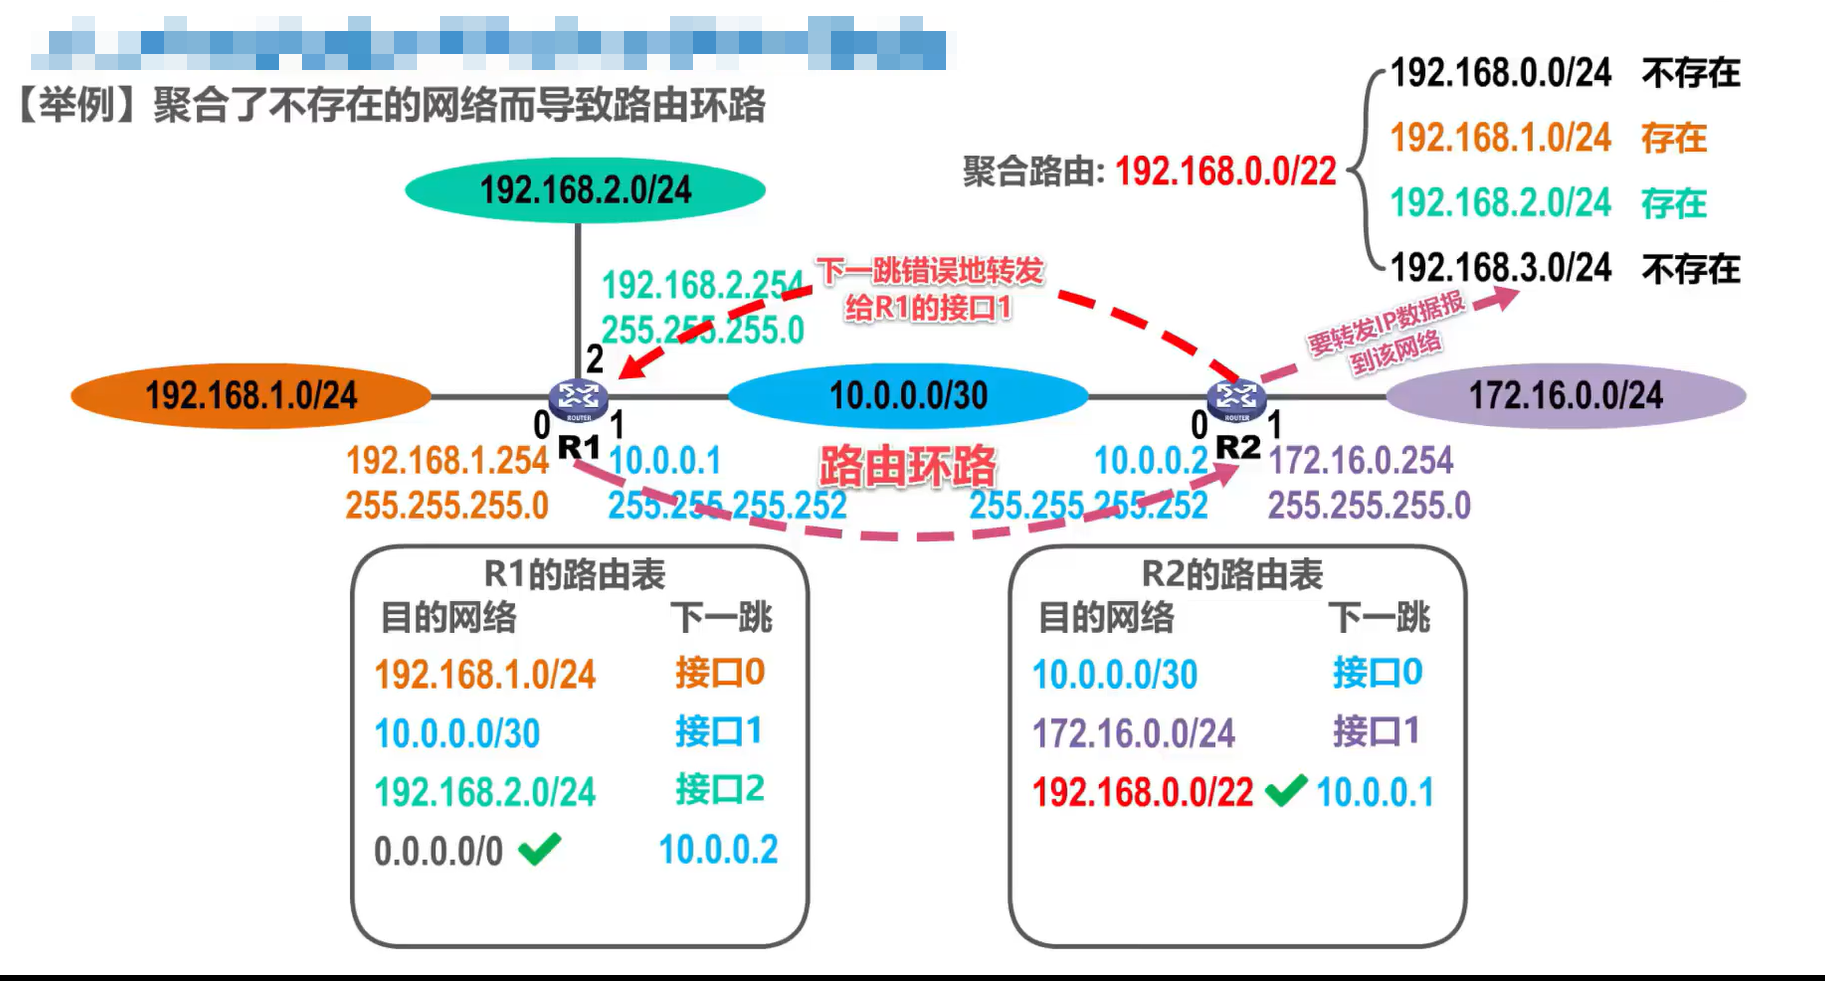 【举例】聚合了不存在的网络而导致路由环路
192.168.0.0/24 不存在
192.168.1.0/24 存在
聚合路由: 192.168.0.0/22
192.168.2.0/24 存在
192.168.3.0/24 不存在
192.168.2.0/24
192.168.2.254
255.255.255.0
下一跳错误地转发
给R1的接口1
要转发IP数据报
到该网络
2
192.168.1.0/24
ROUTER
10.0.0.0/30
ROUTER
172.16.0.0/24
0
R1
1
0
R2
1
192.168.1.254
255.255.255.0
10.0.0.1
255.255.255.252
路由环路
10.0.0.2
255.255.255.252
172.16.0.254
255.255.255.0
R1的路由表
目的网络 下一跳
192.168.1.0/24 接口0
10.0.0.0/30 接口1
192.168.2.0/24 接口2
0.0.0.0/0 10.0.0.2
R2的路由表
目的网络 下一跳
10.0.0.0/30 接口0
172.16.0.0/24 接口1
192.168.0.0/22 10.0.0.1